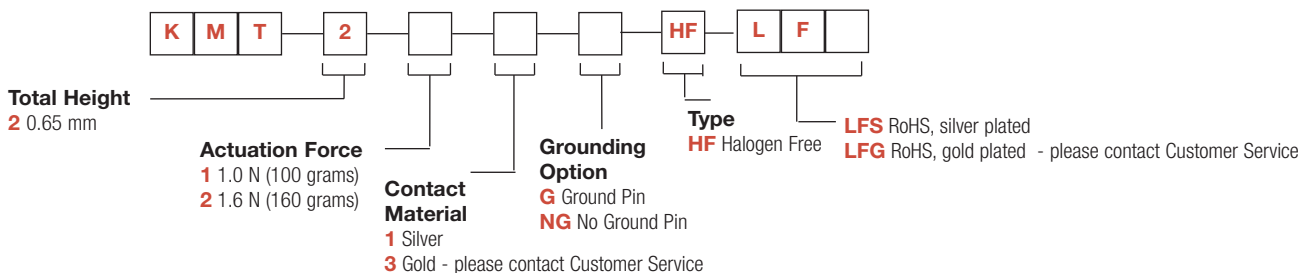 K M T 2 HF L F
Total Height
2 0.65 mm
Actuation Force
1 1.0 N (100 grams)
2 1.6 N (160 grams)
Contact
Material
1 Silver
3 Gold - please contact Customer Service
Grounding
Option
G Ground Pin
NG No Ground Pin
Type
HF Halogen Free
LFS RoHS, silver plated
LFG RoHS, gold plated - please contact Customer Service